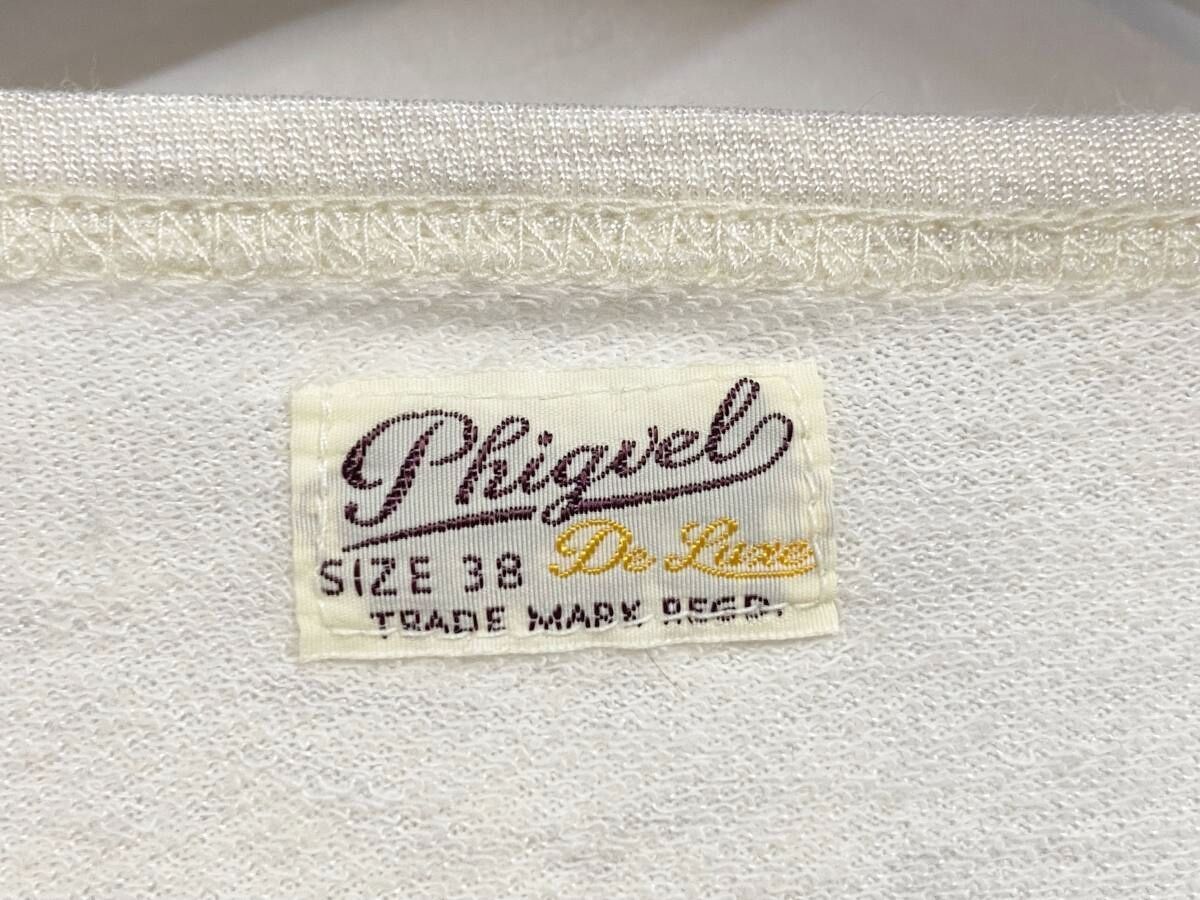 Phigvel
De Luxe
SIZE 38
TRADE MARK REGD.